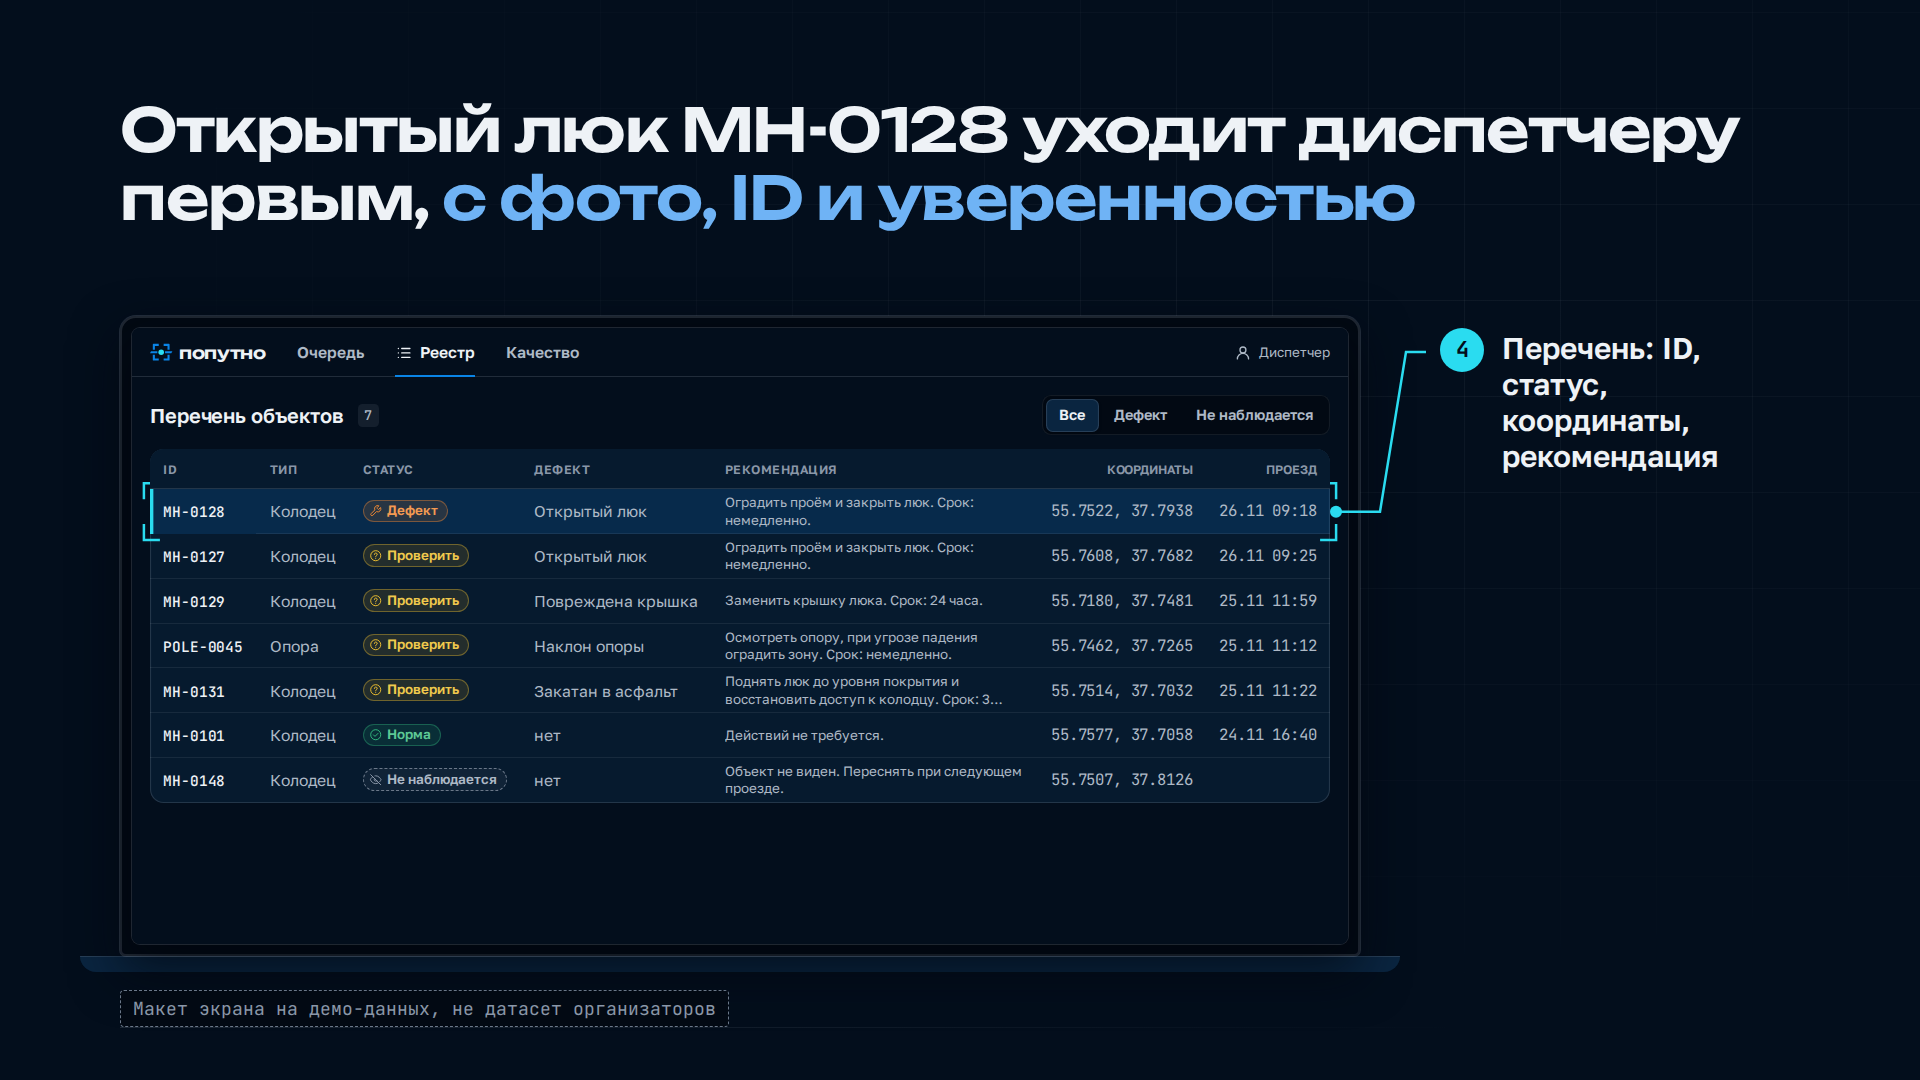 Открытый люк МН-0128 уходит диспетчеру
первым, с фото, ID и уверенностью
попутно Очередь Реестр Качество Диспетчер
Перечень объектов 7 Все Дефект Не наблюдается
ID ТИП СТАТУС ДЕФЕКТ РЕКОМЕНДАЦИЯ КООРДИНАТЫ ПРОЕЗД
MH-0128 Колодец Дефект Открытый люк Оградить проём и закрыть люк. Срок: немедленно. 55.7522, 37.7938 26.11 09:18
MH-0127 Колодец Проверить Открытый люк Оградить проём и закрыть люк. Срок: немедленно. 55.7608, 37.7682 26.11 09:25
MH-0129 Колодец Проверить Повреждена крышка Заменить крышку люка. Срок: 24 часа. 55.7180, 37.7481 25.11 11:59
POLE-0045 Опора Проверить Наклон опоры Осмотреть опору, при угрозе падения оградить зону. Срок: немедленно. 55.7462, 37.7265 25.11 11:12
MH-0131 Колодец Проверить Закатан в асфальт Поднять люк до уровня покрытия и восстановить доступ к колодцу. Срок: 3... 55.7514, 37.7032 25.11 11:22
MH-0101 Колодец Норма нет Действий не требуется. 55.7577, 37.7058 24.11 16:40
MH-0148 Колодец Не наблюдается нет Объект не виден. Переснять при следующем проезде. 55.7507, 37.8126
4 Перечень: ID,
статус,
координаты,
рекомендация
Макет экрана на демо-данных, не датасет организаторов